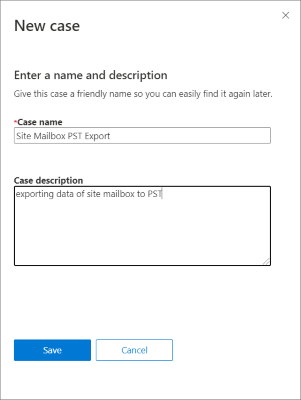 New case
Enter a name and description
Give this case a friendly name so you can easily find it again later.
*Case name
Site Mailbox PST Export
Case description
exporting data of site mailbox to PST
Save
Cancel